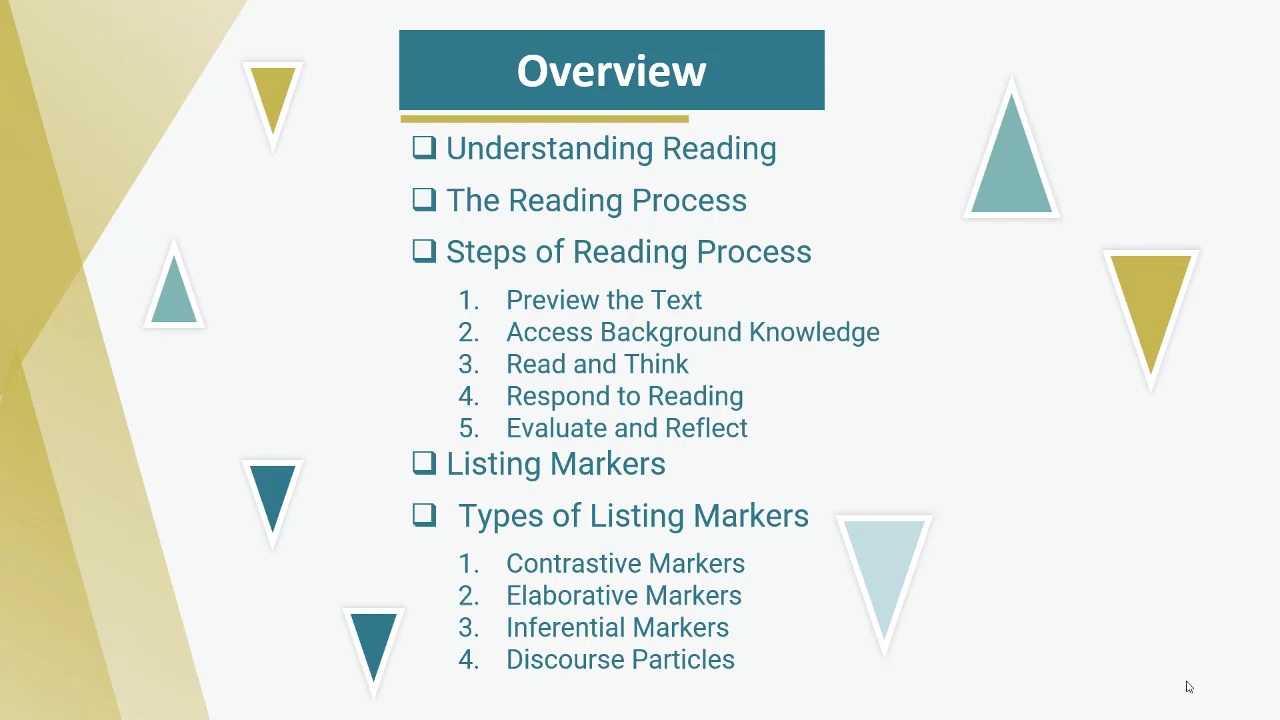 Overview
❑ Understanding Reading
❑ The Reading Process
❑ Steps of Reading Process
1. Preview the Text
2. Access Background Knowledge
3. Read and Think
4. Respond to Reading
5. Evaluate and Reflect
❑ Listing Markers
❑ Types of Listing Markers
1. Contrastive Markers
2. Elaborative Markers
3. Inferential Markers
4. Discourse Particles